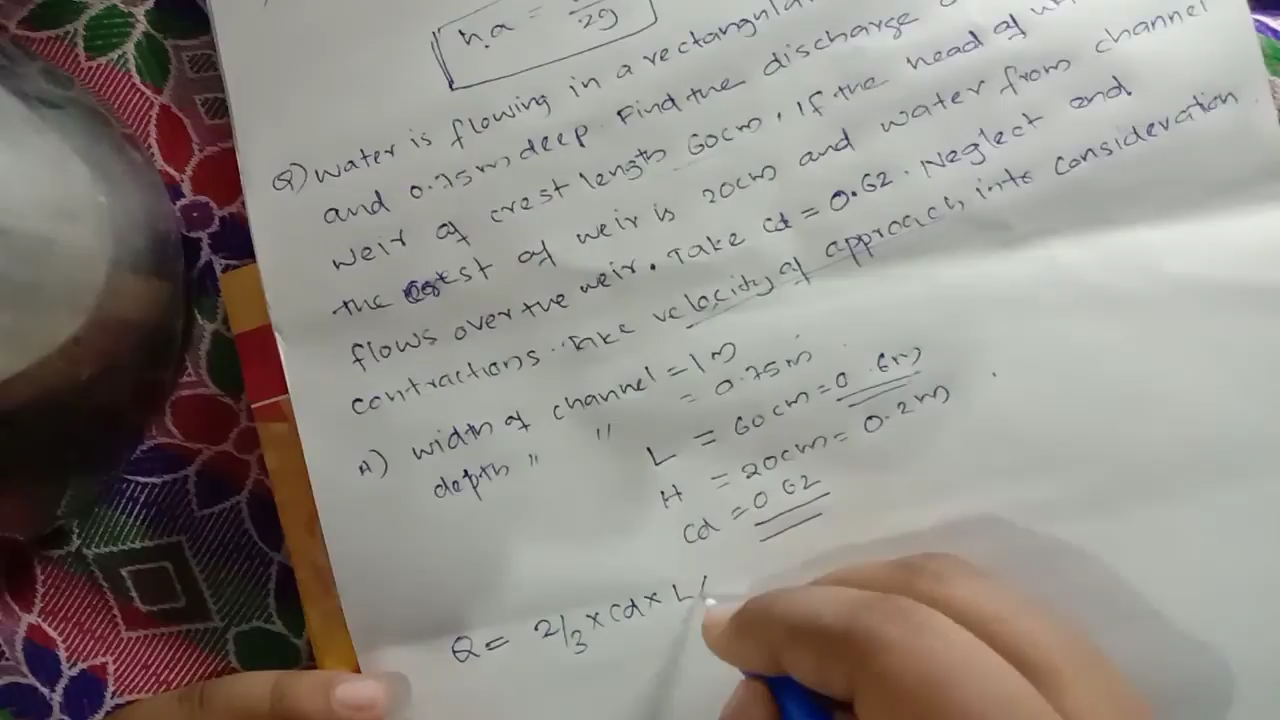 h.a = /2g
Q) Water is flowing in a rectangula
and 0.75m deep. Find the discharge
weir of crest length 60cm, If the head of
the crest of weir is 20cm and water from channel
flows over the weir. Take Cd = 0.62. Neglect end
contractions. Take velocity of approach into consideration.
A) width of channel = 1m
depth " " = 0.75m
L = 60cm = 0.6m
H = 20cm = 0.2m
Cd = 0.62
Q = 2/3 × Cd × L